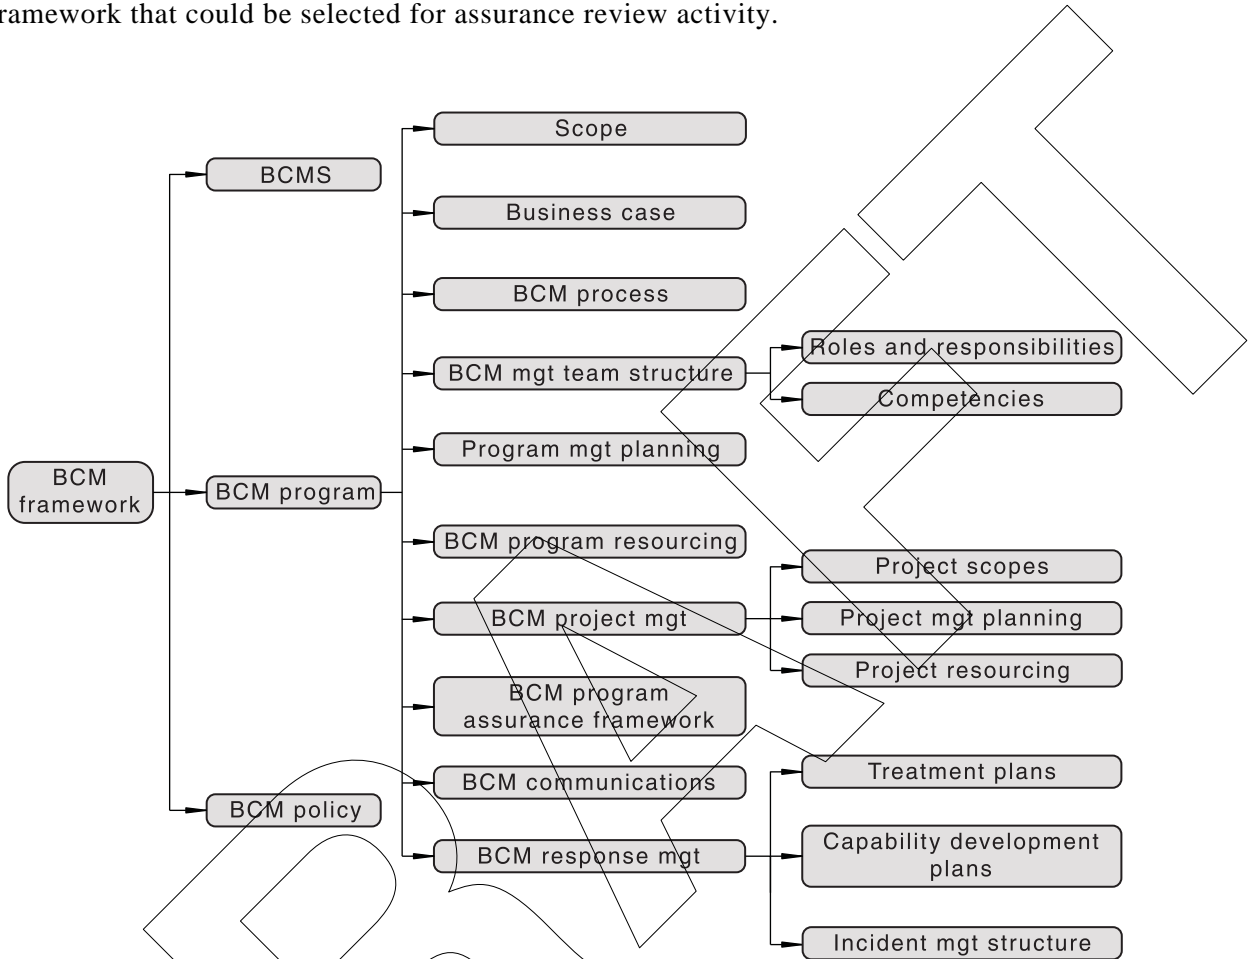 ramework that could be selected for assurance review activity.
Scope
BCMS
Business case
BCM process
Roles and responsibilities
BCM mgt team structure
Competencies
Program mgt planning
BCM
framework
BCM program
BCM program resourcing
Project scopes
BCM project mgt
Project mgt planning
Project resourcing
BCM program
assurance framework
Treatment plans
BCM communications
BCM policy
Capability development
plans
BCM response mgt
Incident mgt structure